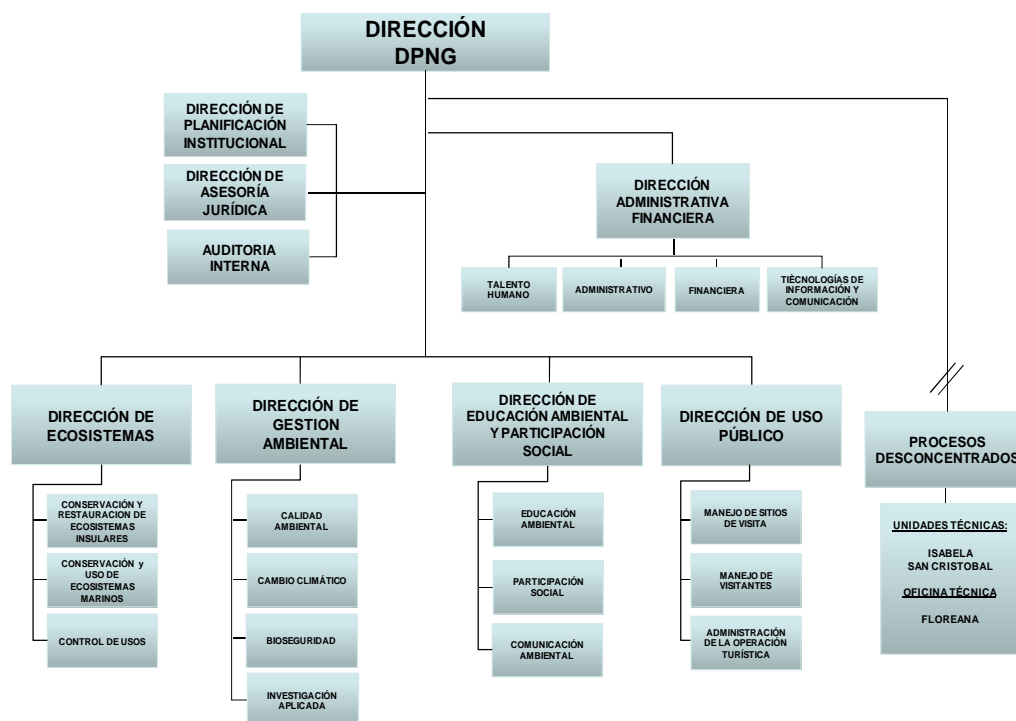 DIRECCIÓN
DPNG
DIRECCIÓN DE
PLANIFICACIÓN
INSTITUCIONAL
DIRECCIÓN DE
ASESORÍA
JURÍDICA
AUDITORIA
INTERNA
DIRECCIÓN
ADMINISTRATIVA
FINANCIERA
TALENTO
HUMANO
ADMINISTRATIVO
FINANCIERA
TIÈCNOLOGÍAS DE
INFORMACIÓN Y
COMUNICACIÓN
DIRECCIÓN DE
ECOSISTEMAS
CONSERVACIÓN Y
RESTAURACION DE
ECOSISTEMAS
INSULARES
CONSERVACIÓN y
USO DE
ECOSISTEMAS
MARINOS
CONTROL DE USOS
DIRECCIÓN DE
GESTION
AMBIENTAL
CALIDAD
AMBIENTAL
CAMBIO CLIMÁTICO
BIOSEGURIDAD
INVESTIGACIÓN
APLICADA
DIRECCIÓN DE
EDUCACIÓN AMBIENTAL
Y PARTICIPACIÓN
SOCIAL
EDUCACIÓN
AMBIENTAL
PARTICIPACIÓN
SOCIAL
COMUNICACIÓN
AMBIENTAL
DIRECCIÓN DE USO
PÚBLICO
MANEJO DE SITIOS
DE VISITA
MANEJO DE
VISITANTES
ADMINISTRACIÓN
DE LA OPERACIÓN
TURÍSTICA
PROCESOS
DESCONCENTRADOS
UNIDADES TÉCNICAS:
ISABELA
SAN CRISTOBAL
OFICINA TÉCNICA
FLOREANA